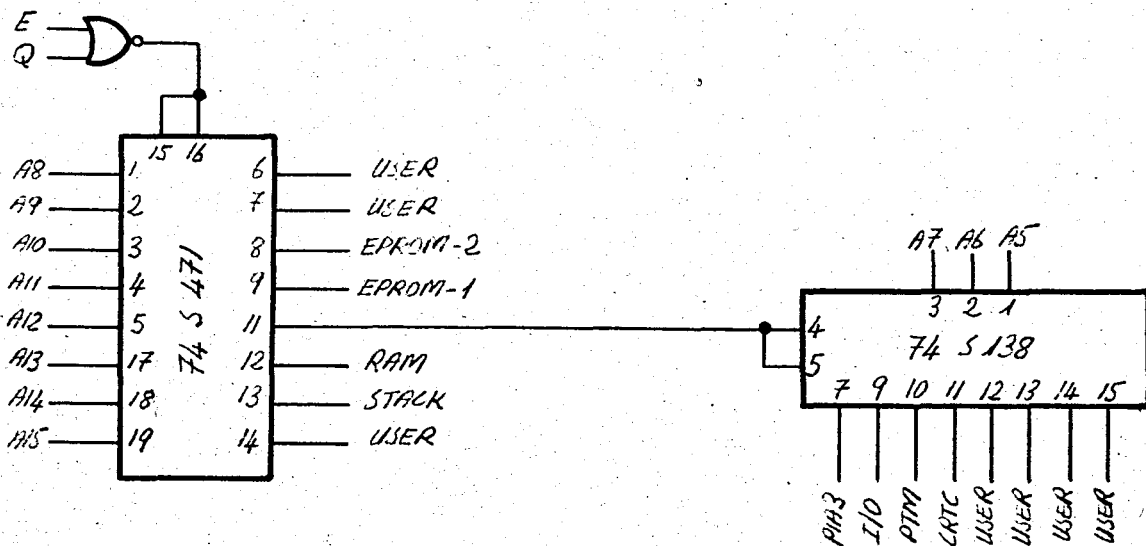 E
Q
15 16
A8 1 6 USER
A9 2 7 USER
A10 3 8 EPROM-2
A11 4 9 EPROM-1
A12 5 11
A13 17 12 RAM
A14 18 13 STACK
A15 19 14 USER
74 S 471
A7 A6 A5
3 2 1
4
5
74 S 138
7 9 10 11 12 13 14 15
PIA3 I/O PTM CRTC USER USER USER USER